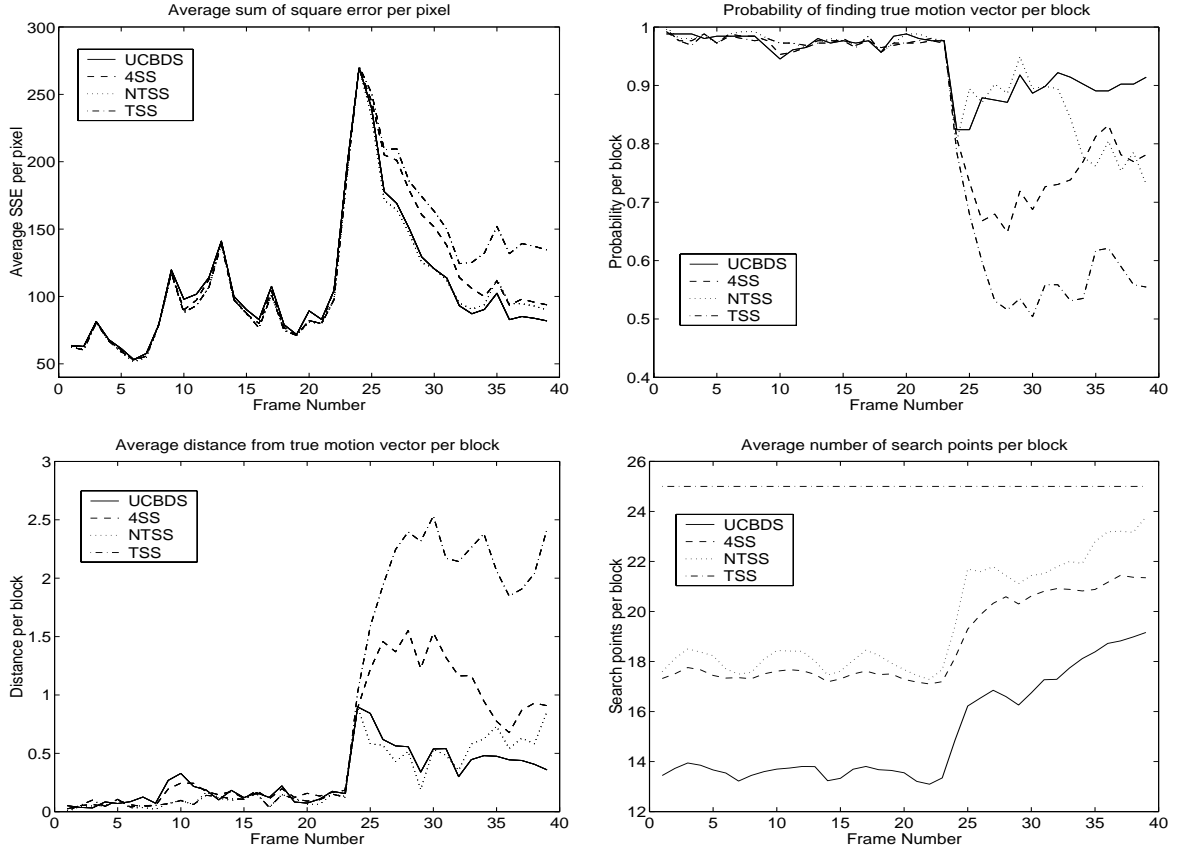 Average sum of square error per pixel
300
250
200
150
100
50
0 5 10 15 20 25 30 35 40
Average SSE per pixel
Frame Number
UCBDS
4SS
NTSS
TSS
Probability of finding true motion vector per block
1
0.9
0.8
0.7
0.6
0.5
0.4
0 5 10 15 20 25 30 35 40
Probability per block
Frame Number
UCBDS
4SS
NTSS
TSS
Average distance from true motion vector per block
3
2.5
2
1.5
1
0.5
0
0 5 10 15 20 25 30 35 40
Distance per block
Frame Number
UCBDS
4SS
NTSS
TSS
Average number of search points per block
26
24
22
20
18
16
14
12
0 5 10 15 20 25 30 35 40
Search points per block
Frame Number
UCBDS
4SS
NTSS
TSS